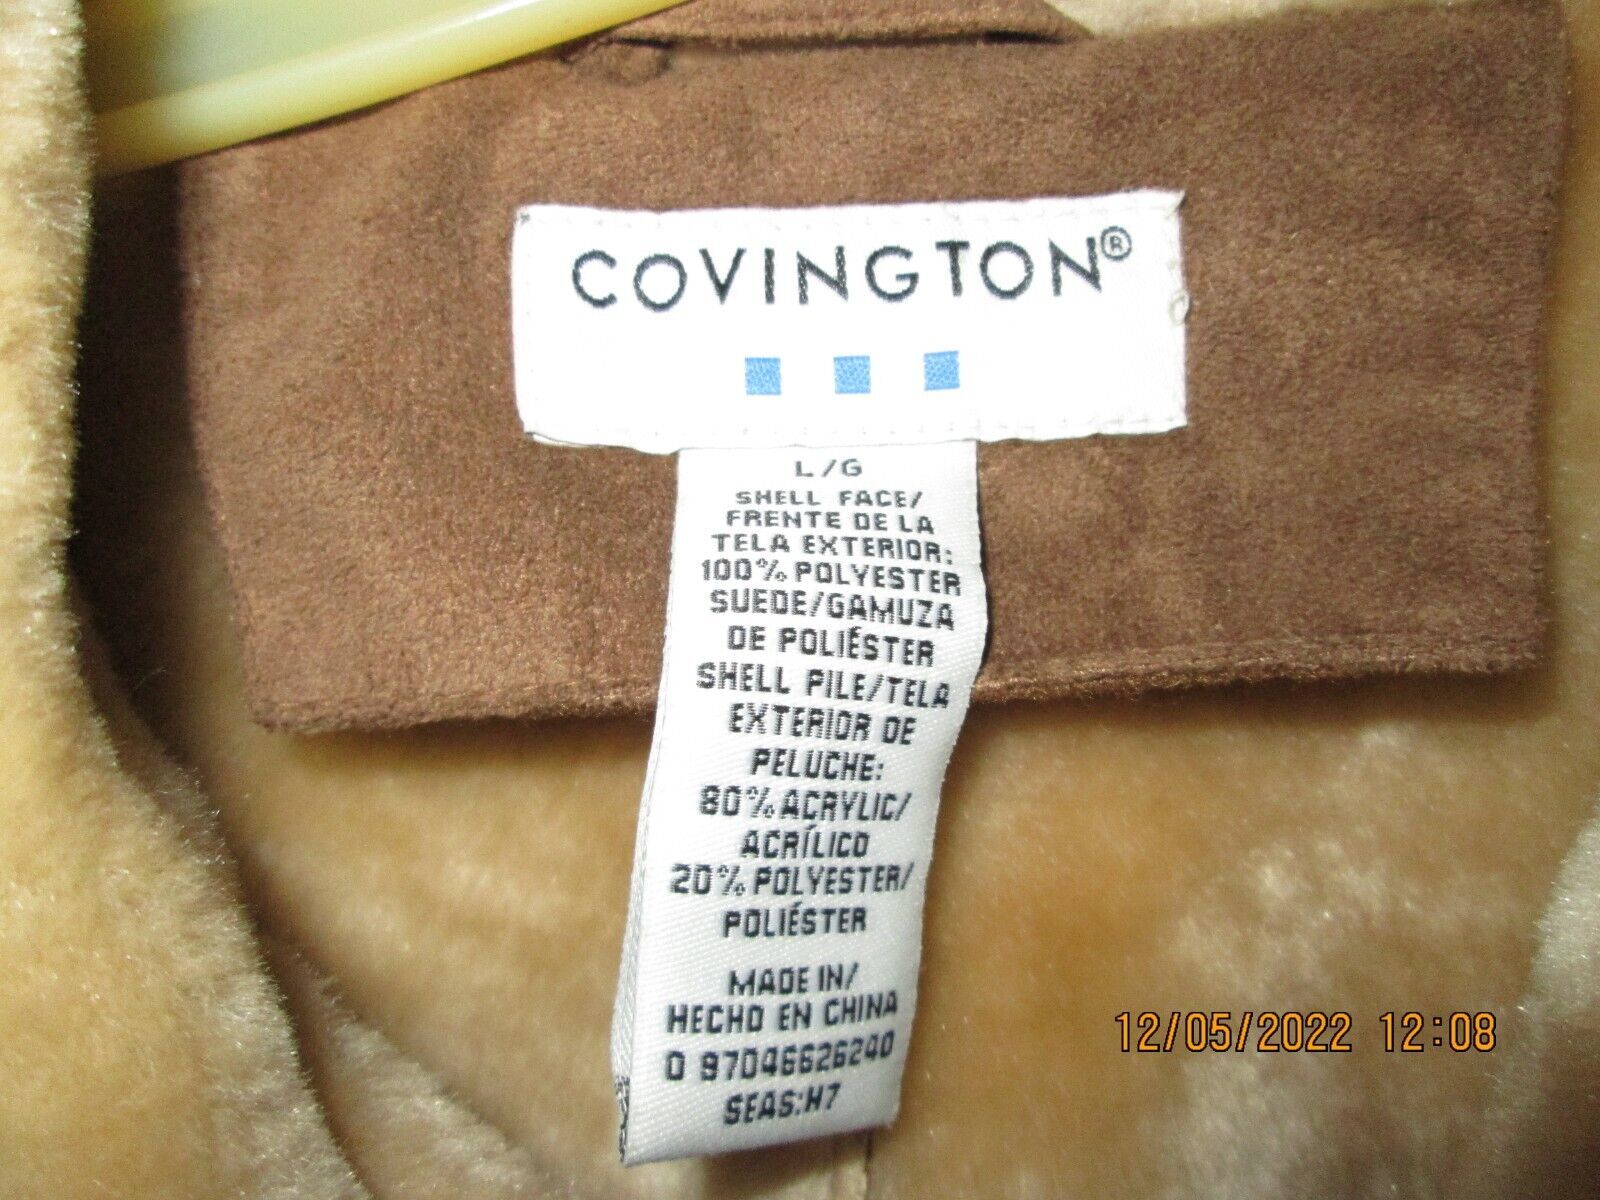 COVINGTON®
L/G
SHELL FACE/
FRENTE DE LA
TELA EXTERIOR:
100% POLYESTER
SUEDE/GAMUZA
DE POLIÉSTER
SHELL PILE/TELA
EXTERIOR DE
PELUCHE:
80% ACRYLIC/
ACRÍLICO
20% POLYESTER/
POLIÉSTER
MADE IN/
HECHO EN CHINA
0 97046626240
SEAS:H7
12/05/2022 12:08